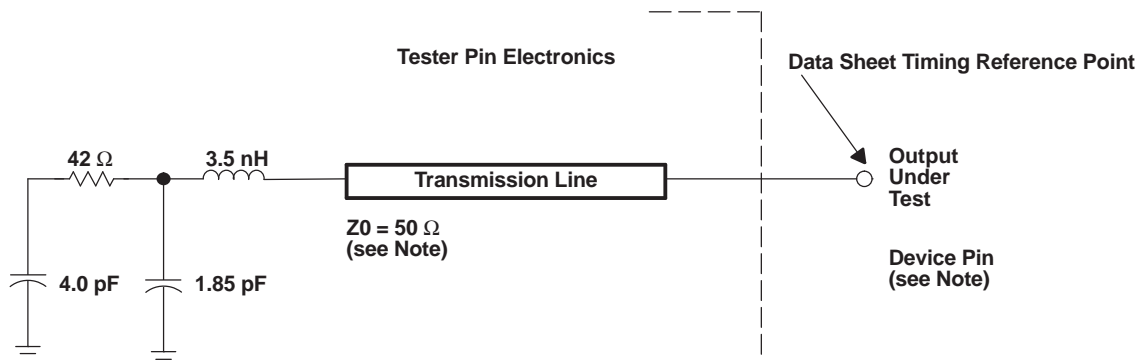 Tester Pin Electronics
Data Sheet Timing Reference Point
42 Ω
3.5 nH
Transmission Line
Output
Under
Test
Z0 = 50 Ω
(see Note)
Device Pin
(see Note)
4.0 pF
1.85 pF